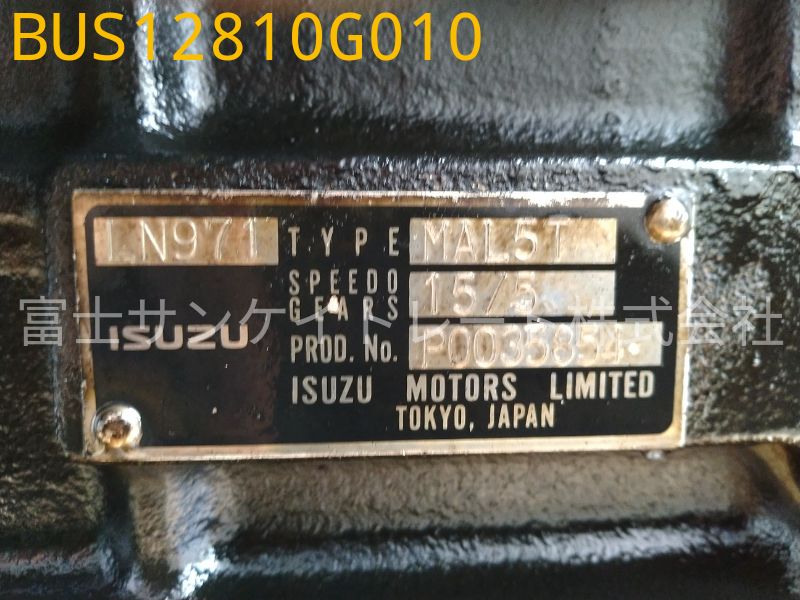 BUS12810G010
LN971 TYPE MAL5T
SPEEDO GEARS 15/5
富士サンケイトレード株式会社
ISUZU PROD. No. P0035854
ISUZU MOTORS LIMITED
TOKYO, JAPAN